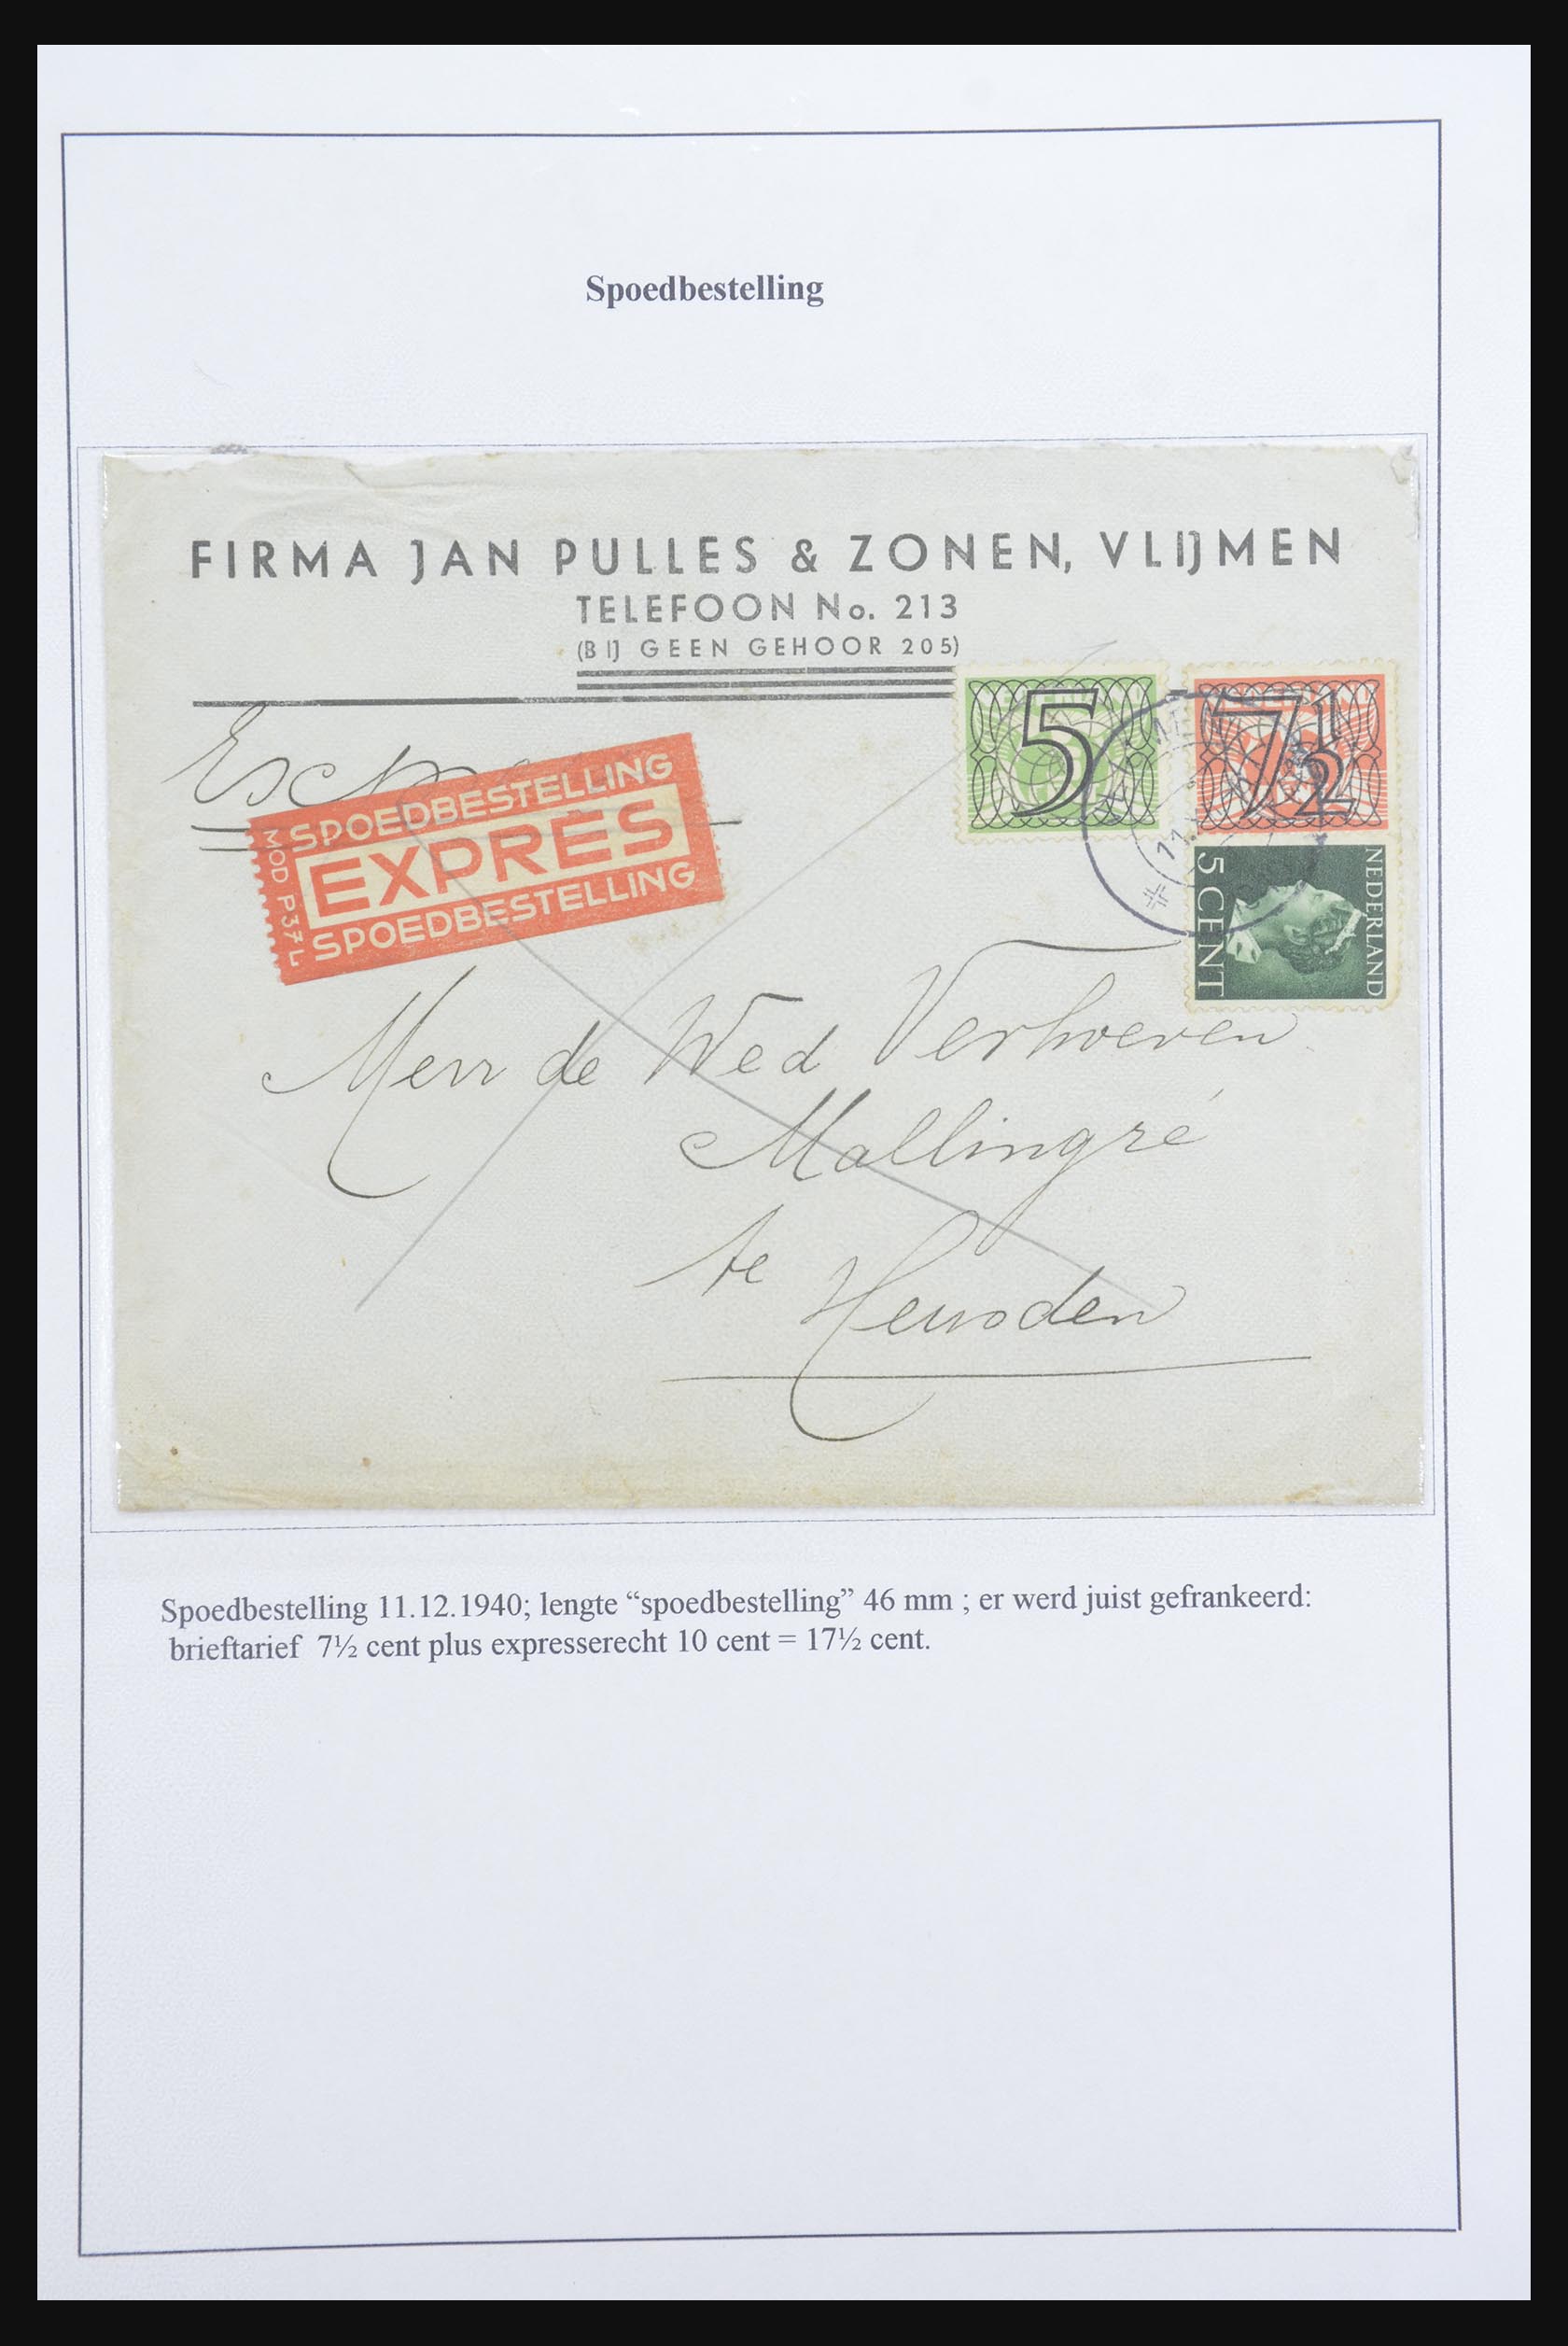 Spoedbestelling
FIRMA JAN PULLES & ZONEN, VLIJMEN
TELEFOON No. 213
(BIJ GEEN GEHOOR 205)
5
7½
NEDERLAND
5 CENT
SPOEDBESTELLING
EXPRÈS
SPOEDBESTELLING
MOD P37 L
Mevr de Wed Verhoeven
Mallingré
te
Heusden
Spoedbestelling 11.12.1940; lengte “spoedbestelling” 46 mm ; er werd juist gefrankeerd:
brieftarief 7½ cent plus expresserecht 10 cent = 17½ cent.